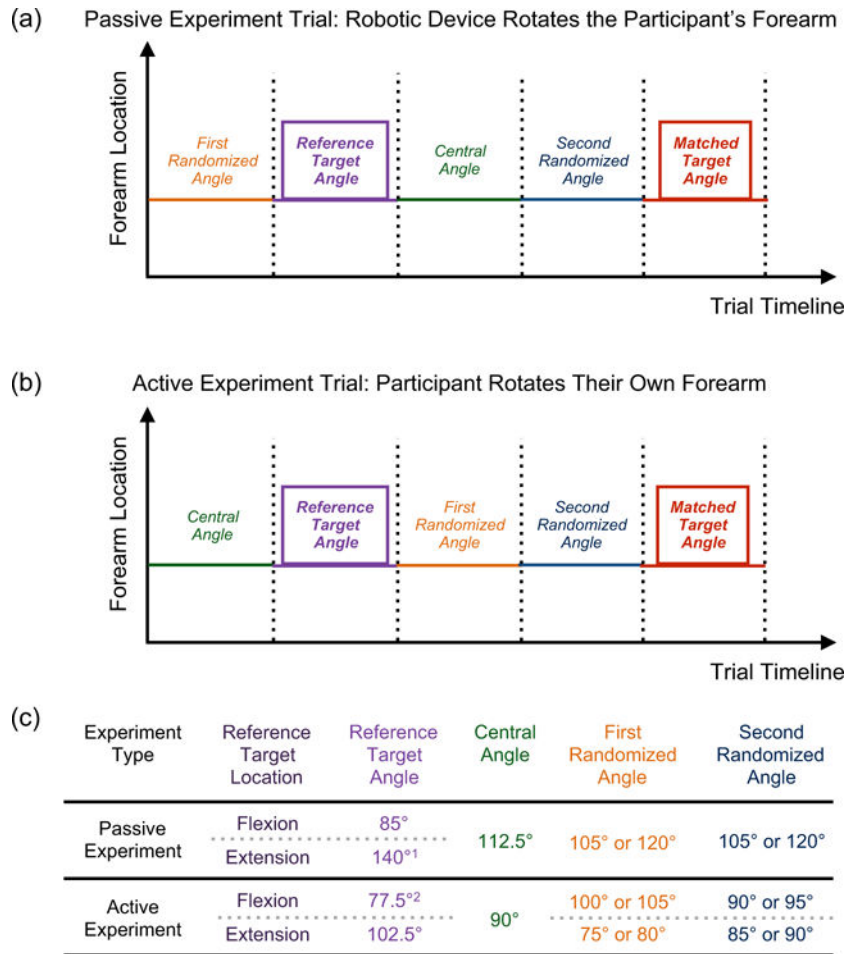 (a)
Passive Experiment Trial: Robotic Device Rotates the Participant's Forearm
Forearm Location
First
Randomized
Angle
Reference
Target
Angle
Central
Angle
Second
Randomized
Angle
Matched
Target
Angle
Trial Timeline
(b)
Active Experiment Trial: Participant Rotates Their Own Forearm
Forearm Location
Central
Angle
Reference
Target
Angle
First
Randomized
Angle
Second
Randomized
Angle
Matched
Target
Angle
Trial Timeline
(c)
Experiment Type
Reference Target Location
Reference Target Angle
Central Angle
First Randomized Angle
Second Randomized Angle
Passive Experiment
Flexion 85°
Extension 140°¹
112.5°
105° or 120°
105° or 120°
Active Experiment
Flexion 77.5°²
Extension 102.5°
90°
100° or 105° 90° or 95°
75° or 80° 85° or 90°